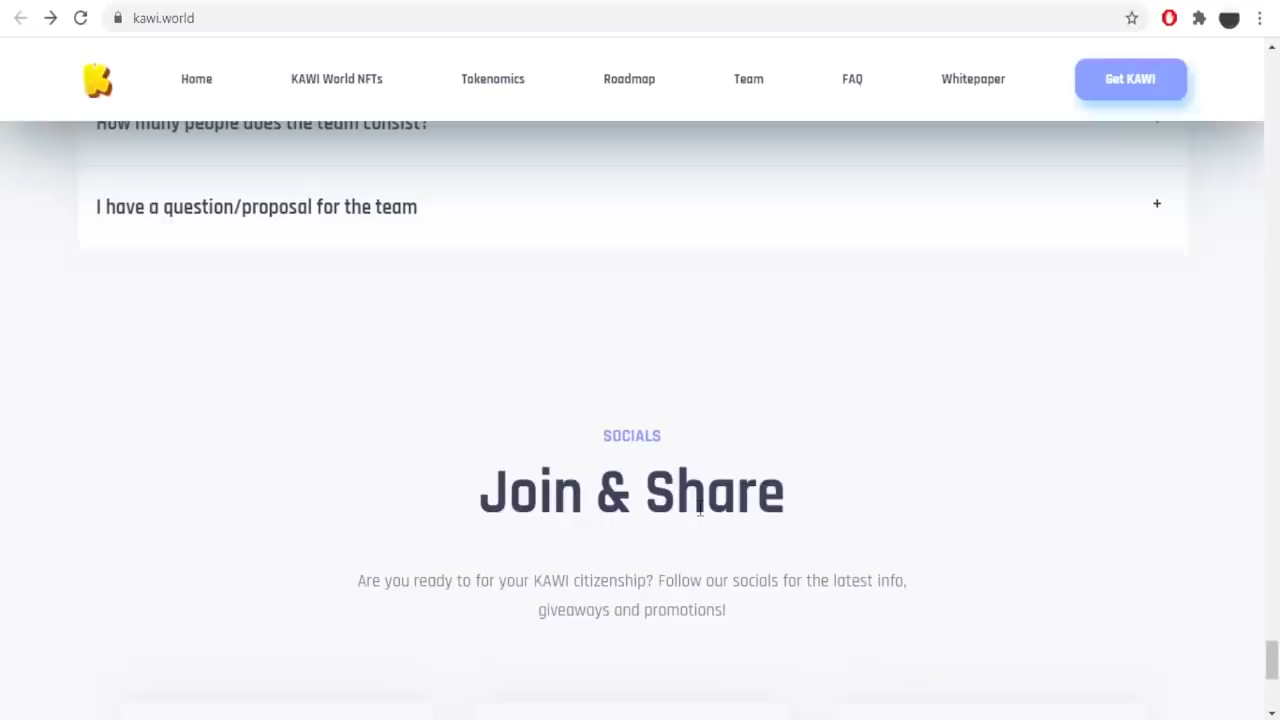 kawi.world
Home KAWI World NFTs Tokenomics Roadmap Team FAQ Whitepaper Get KAWI
How many people does the team consist?
I have a question/proposal for the team +
SOCIALS
Join & Share
Are you ready to for your KAWI citizenship? Follow our socials for the latest info,
giveaways and promotions!